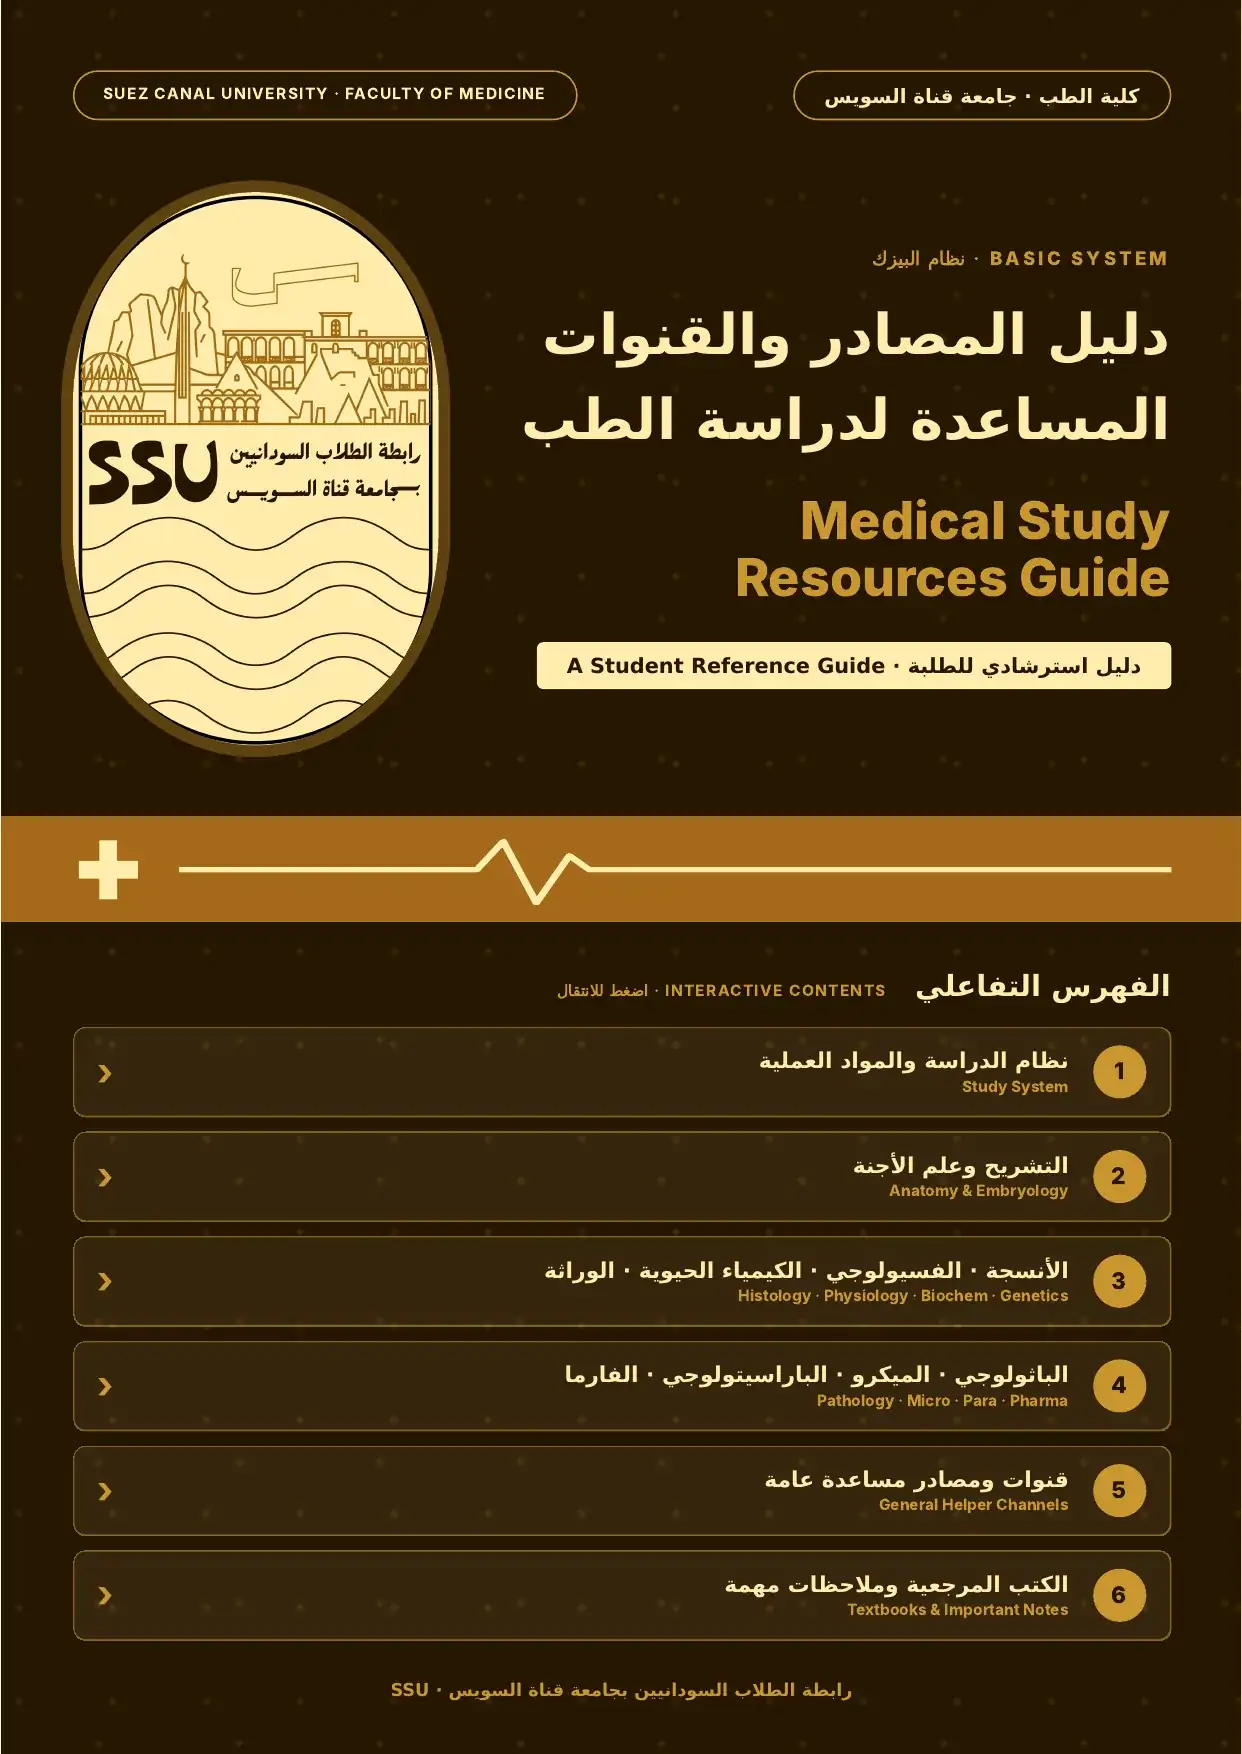 SUEZ CANAL UNIVERSITY · FACULTY OF MEDICINE
كلية الطب · جامعة قناة السويس
س
رابطة الطلاب السودانيين
بجامعة قناة السويس
SSU
BASIC SYSTEM · نظام البيزك
دليل المصادر والقنوات
المساعدة لدراسة الطب
Medical Study
Resources Guide
دليل استرشادي للطلبة · A Student Reference Guide
الفهرس التفاعلي
INTERACTIVE CONTENTS · اضغط للانتقال
1
نظام الدراسة والمواد العملية
Study System
2
التشريح وعلم الأجنة
Anatomy & Embryology
3
الأنسجة · الفسيولوجي · الكيمياء الحيوية · الوراثة
Histology · Physiology · Biochem · Genetics
4
الباثولوجي · الميكرو · الباراسيتولوجي · الفارما
Pathology · Micro · Para · Pharma
5
قنوات ومصادر مساعدة عامة
General Helper Channels
6
الكتب المرجعية وملاحظات مهمة
Textbooks & Important Notes
رابطة الطلاب السودانيين بجامعة قناة السويس · SSU